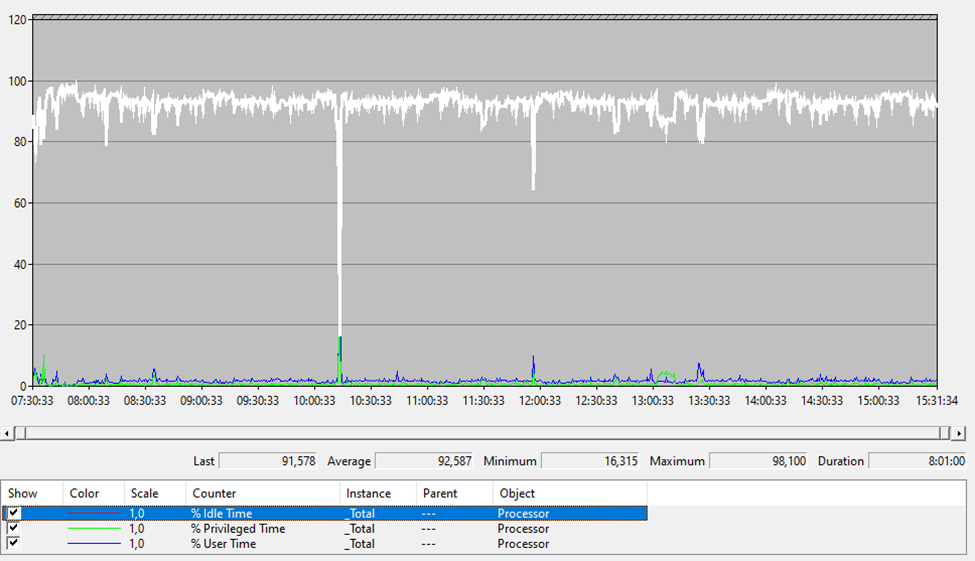 120
100
80
60
40
20
0
07:30:33 08:00:33 08:30:33 09:00:33 09:30:33 10:00:33 10:30:33 11:00:33 11:30:33 12:00:33 12:30:33 13:00:33 13:30:33 14:00:33 14:30:33 15:00:33 15:31:34
Last 91,578 Average 92,587 Minimum 16,315 Maximum 98,100 Duration 8:01:00
Show Color Scale Counter Instance Parent Object
1,0 % Idle Time _Total --- Processor
1,0 % Privileged Time _Total --- Processor
1,0 % User Time _Total --- Processor